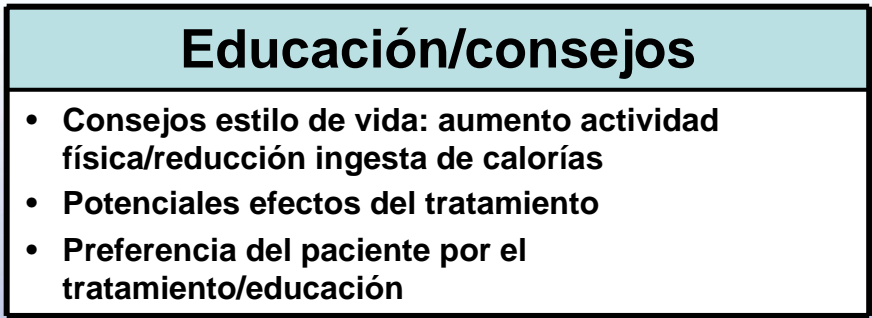 Educación/consejos
• Consejos estilo de vida: aumento actividad
física/reducción ingesta de calorías
• Potenciales efectos del tratamiento
• Preferencia del paciente por el
tratamiento/educación